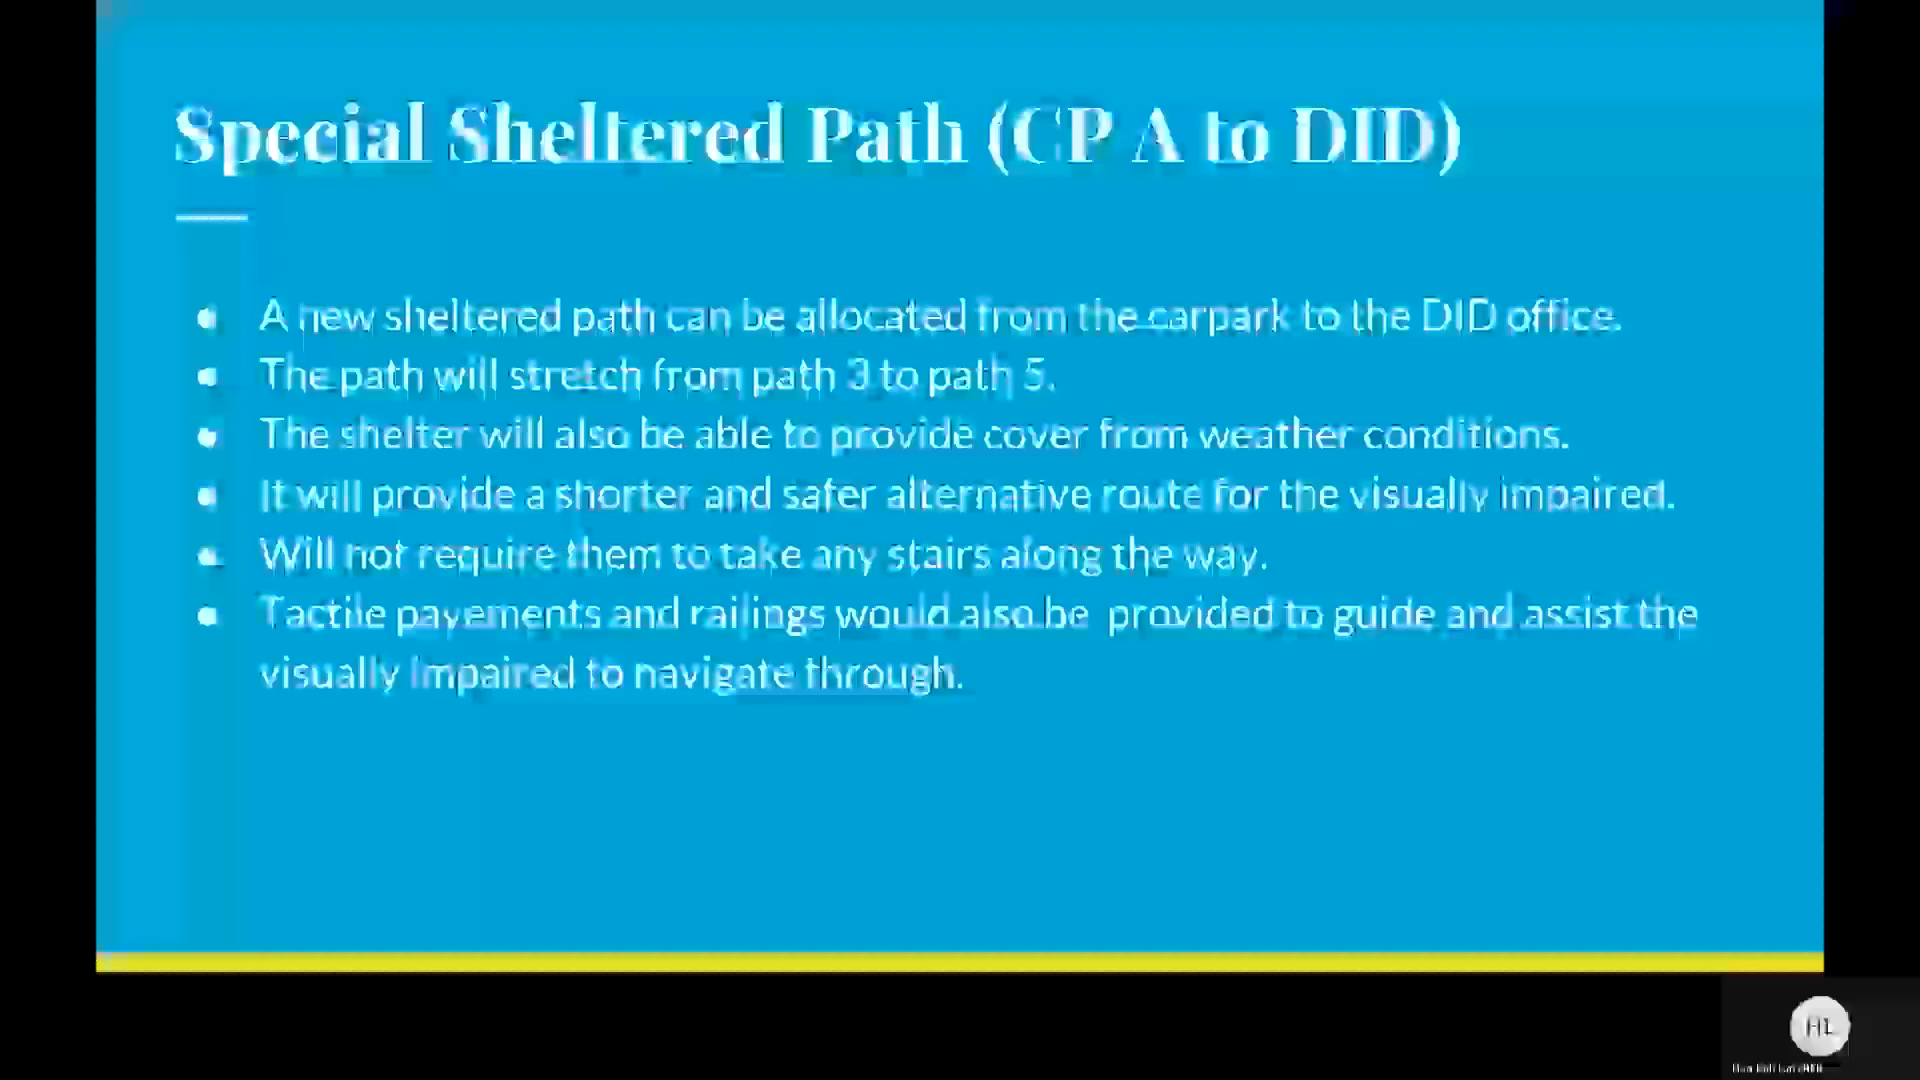 Special Sheltered Path (CP A to DID)
A new sheltered path can be allocated from the carpark to the DID office.
The path will stretch from path 3 to path 5.
The shelter will also be able to provide cover from weather conditions.
It will provide a shorter and safer alternative route for the visually impaired.
Will not require them to take any stairs along the way.
Tactile pavements and railings would also be provided to guide and assist the
visually impaired to navigate through.
HL